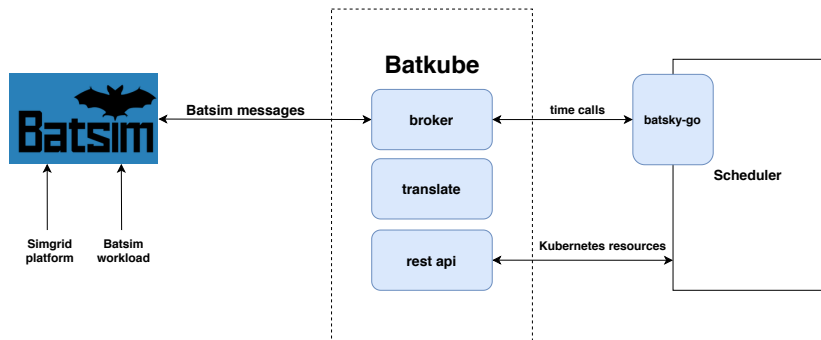 Batkube
Batsim
Batsim messages
broker
time calls
batsky-go
translate
Scheduler
rest api
Kubernetes resources
Simgrid
platform
Batsim
workload